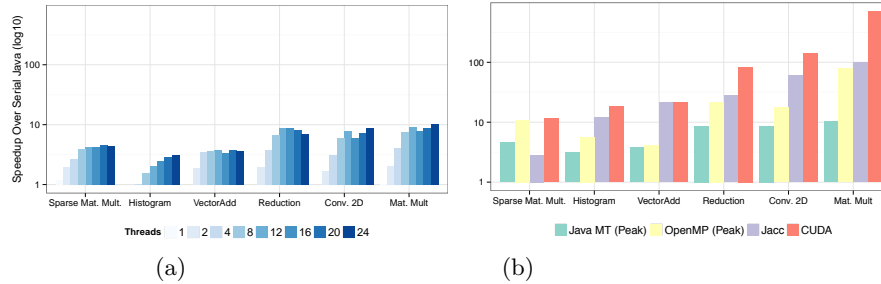 Speedup Over Serial Java (log10)
100
10
1
Sparse Mat. Mult. Histogram VectorAdd Reduction Conv. 2D Mat. Mult
Threads 1 2 4 8 12 16 20 24
(a)
100
10
1
Sparse Mat. Mult. Histogram VectorAdd Reduction Conv. 2D Mat. Mult
Java MT (Peak) OpenMP (Peak) Jacc CUDA
(b)